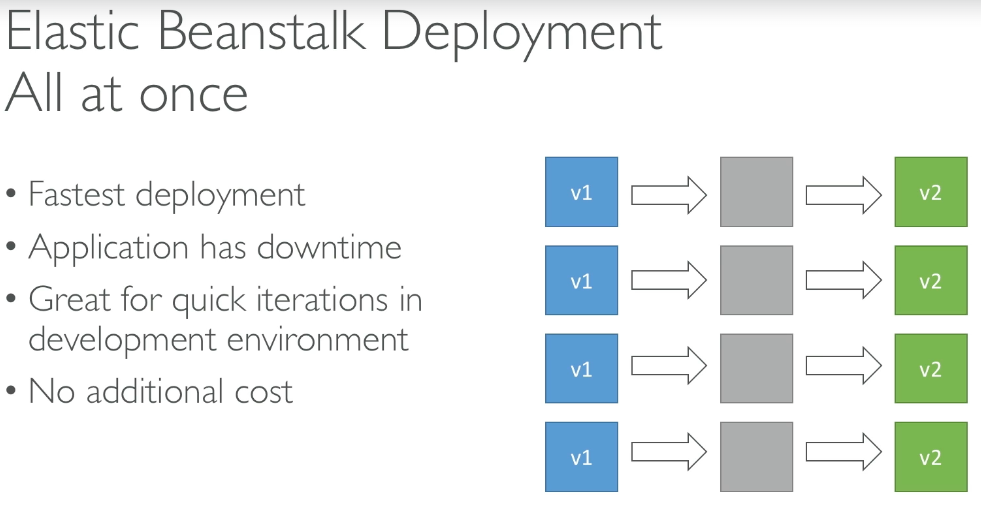 Elastic Beanstalk Deployment
All at once
• Fastest deployment
• Application has downtime
• Great for quick iterations in
development environment
• No additional cost
v1
v2
v1
v2
v1
v2
v1
v2